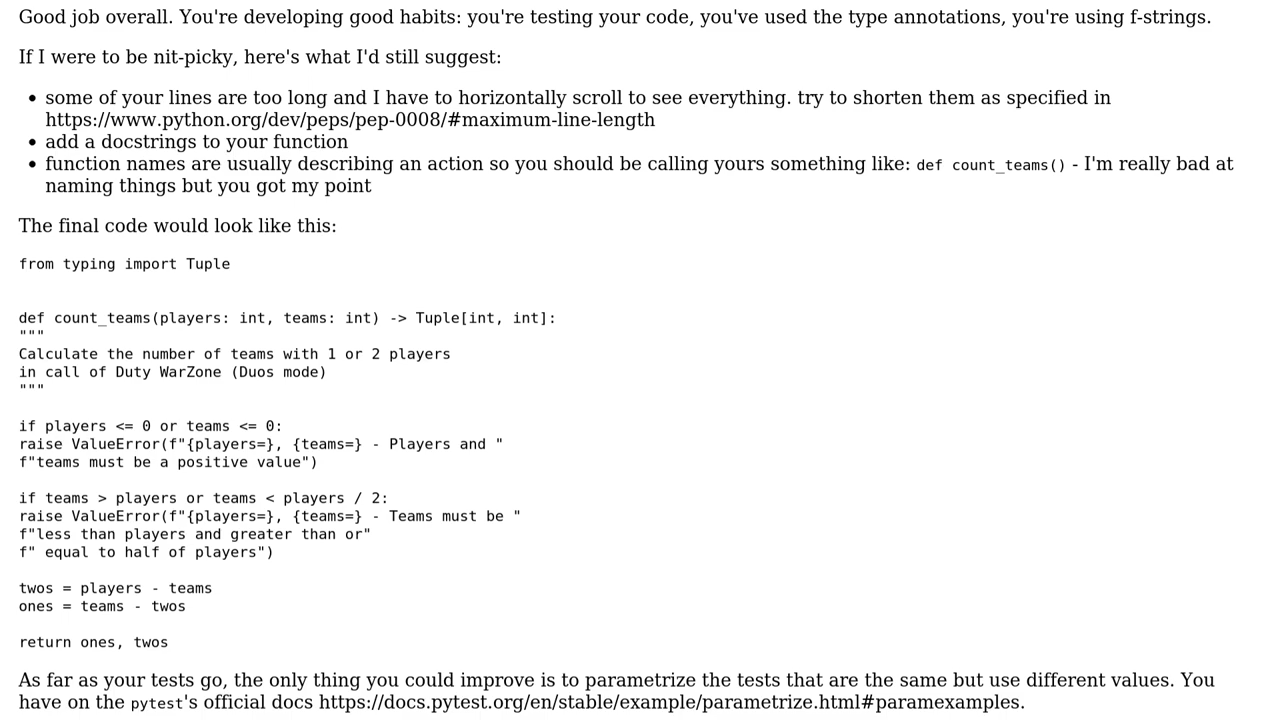 Good job overall. You're developing good habits: you're testing your code, you've used the type annotations, you're using f-strings.
If I were to be nit-picky, here's what I'd still suggest:
• some of your lines are too long and I have to horizontally scroll to see everything. try to shorten them as specified in
https://www.python.org/dev/peps/pep-0008/#maximum-line-length
• add a docstrings to your function
• function names are usually describing an action so you should be calling yours something like: def count_teams() - I'm really bad at
naming things but you got my point
The final code would look like this:
from typing import Tuple
def count_teams(players: int, teams: int) -> Tuple[int, int]:
"""
Calculate the number of teams with 1 or 2 players
in call of Duty WarZone (Duos mode)
"""
if players <= 0 or teams <= 0:
raise ValueError(f"{players=}, {teams=} - Players and "
f"teams must be a positive value")
if teams > players or teams < players / 2:
raise ValueError(f"{players=}, {teams=} - Teams must be "
f"less than players and greater than or"
f" equal to half of players")
twos = players - teams
ones = teams - twos
return ones, twos
As far as your tests go, the only thing you could improve is to parametrize the tests that are the same but use different values. You
have on the pytest's official docs https://docs.pytest.org/en/stable/example/parametrize.html#paramexamples.